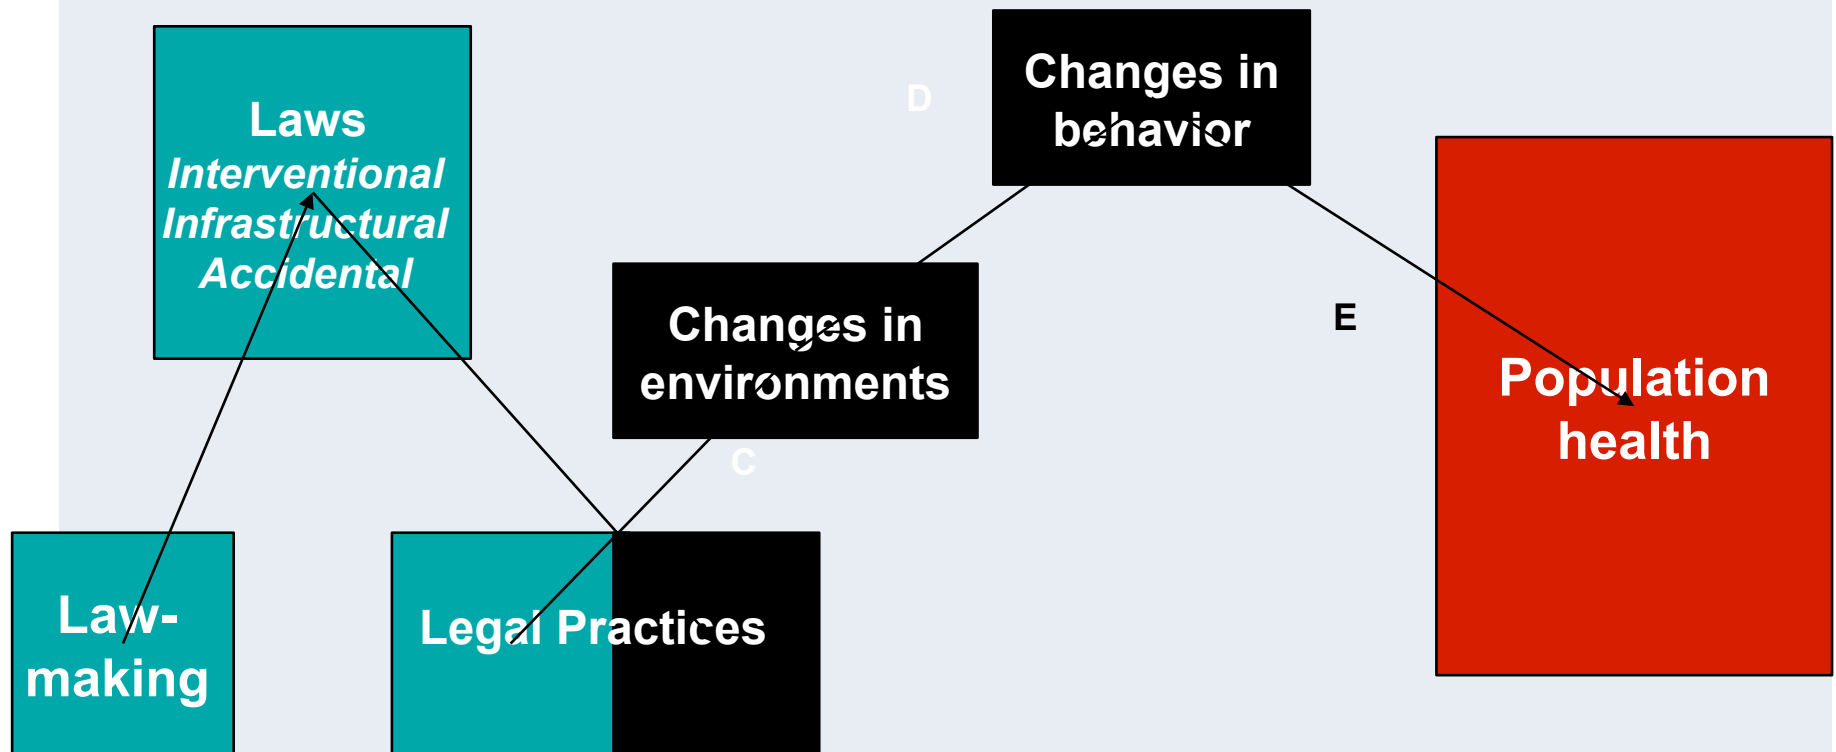 Laws
Interventional
Infrastructural
Accidental
D
Changes in
behavior
Changes in
environments
E
Population
health
C
Law-
making
Legal Practices